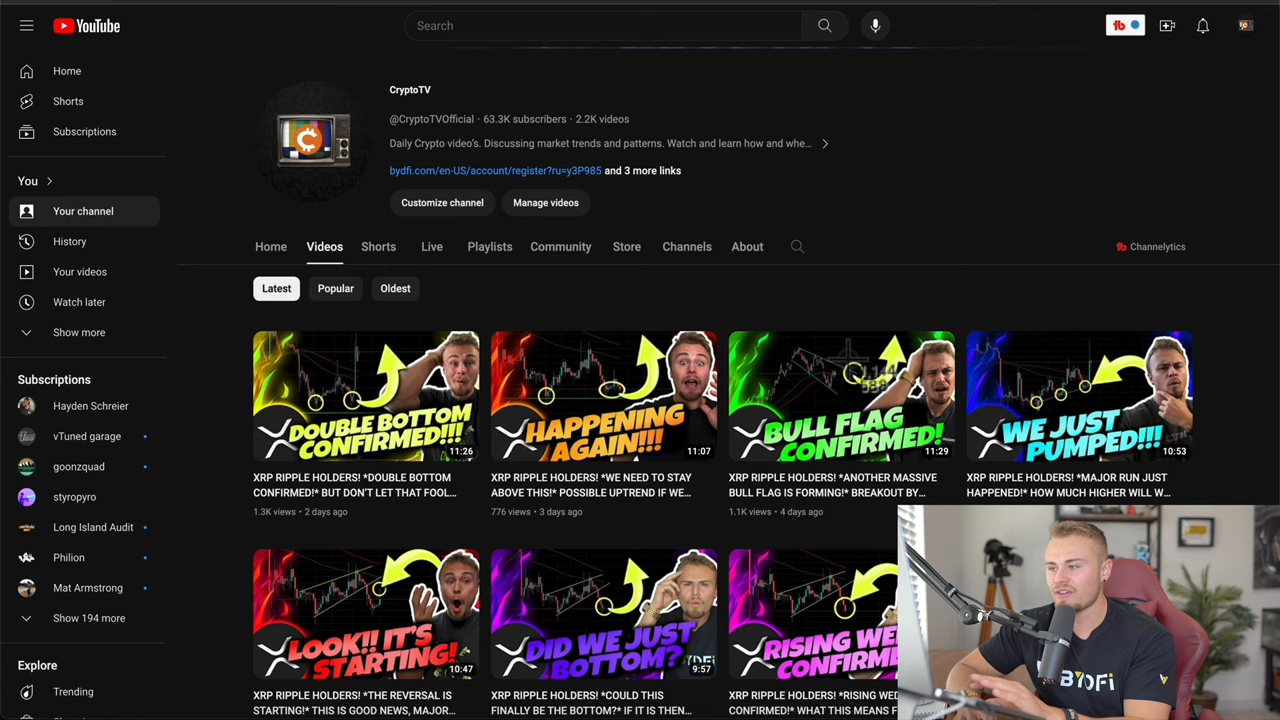 YouTube
Search
tb
Home
Shorts
Subscriptions
You
Your channel
History
Your videos
Watch later
Show more
Subscriptions
Hayden Schreier
vTuned garage
goonzquad
styropyro
Long Island Audit
Philion
Mat Armstrong
Show 194 more
Explore
Trending
CryptoTV
@CryptoTVOfficial · 63.3K subscribers · 2.2K videos
Daily Crypto video's. Discussing market trends and patterns. Watch and learn how and whe...
bydfi.com/en-US/account/register?ru=y3P985 and 3 more links
Customize channel
Manage videos
Home Videos Shorts Live Playlists Community Store Channels About
tb Channelytics
Latest Popular Oldest
DOUBLE BOTTOM
CONFIRMED!!!
11:26
XRP RIPPLE HOLDERS! *DOUBLE BOTTOM
CONFIRMED!* BUT DON'T LET THAT FOOL...
1.3K views · 2 days ago
HAPPENING
AGAIN!!!
11:07
XRP RIPPLE HOLDERS! *WE NEED TO STAY
ABOVE THIS!* POSSIBLE UPTREND IF WE...
776 views · 3 days ago
BULL FLAG
CONFIRMED!
11:29
XRP RIPPLE HOLDERS! *ANOTHER MASSIVE
BULL FLAG IS FORMING!* BREAKOUT BY...
1.1K views · 4 days ago
WE JUST
PUMPED!!!
10:53
XRP RIPPLE HOLDERS! *MAJOR RUN JUST
HAPPENED!* HOW MUCH HIGHER WILL W...
LOOK!! IT'S
STARTING!
10:47
XRP RIPPLE HOLDERS! *THE REVERSAL IS
STARTING!* THIS IS GOOD NEWS, MAJOR...
DID WE JUST
BOTTOM?
9:57
XRP RIPPLE HOLDERS! *COULD THIS
FINALLY BE THE BOTTOM?* IF IT IS THEN...
RISING WE
CONFIRME
XRP RIPPLE HOLDERS! *RISING WED
CONFIRMED!* WHAT THIS MEANS F
BYDFi